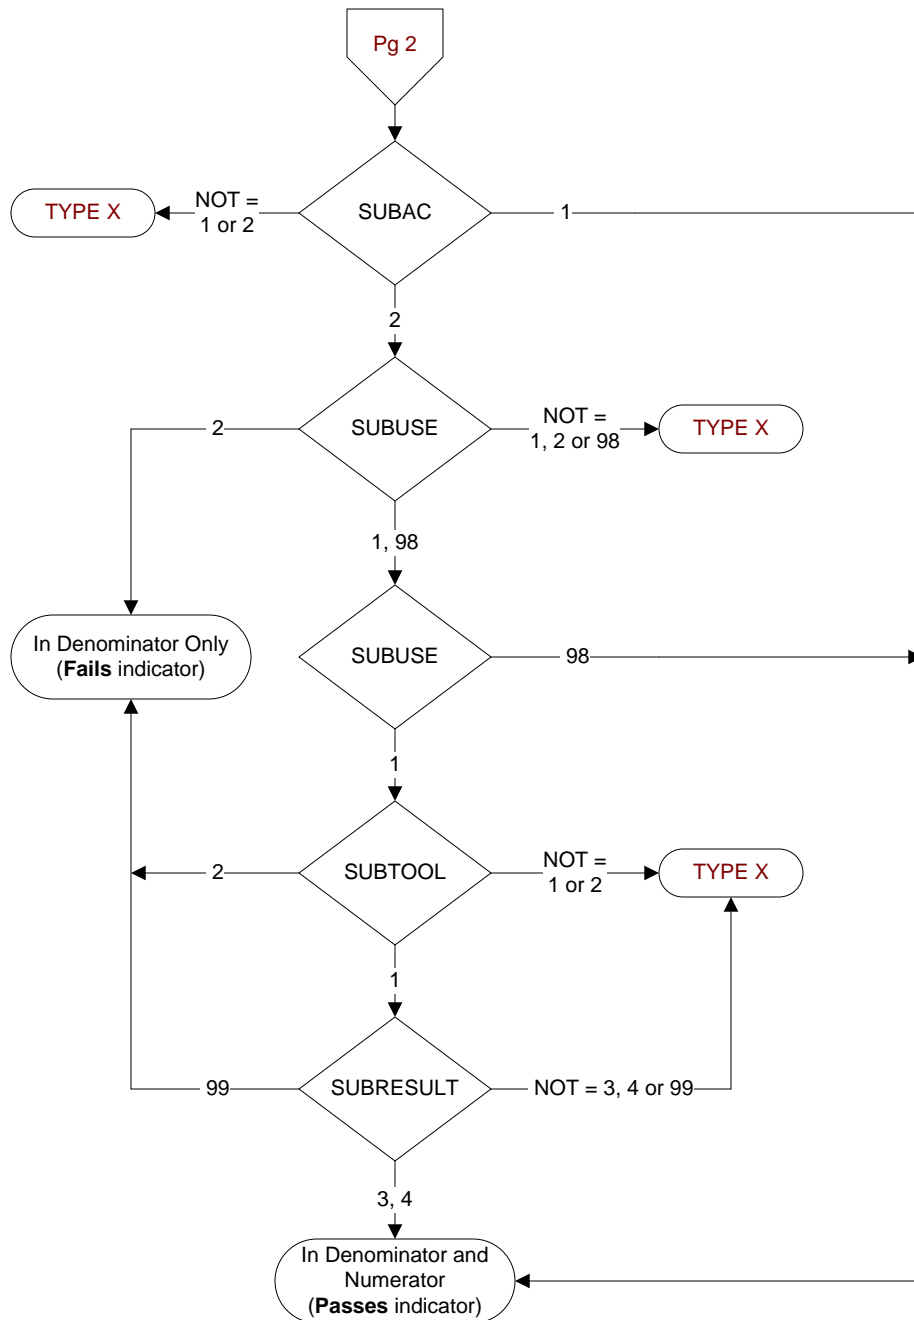 Pg 2
SUBAC
NOT =
1 or 2
TYPE X
1
2
SUBUSE
2
NOT =
1, 2 or 98
TYPE X
1, 98
In Denominator Only
(Fails indicator)
SUBUSE
98
1
SUBTOOL
2
NOT =
1 or 2
TYPE X
1
SUBRESULT
99
NOT = 3, 4 or 99
3, 4
In Denominator and
Numerator
(Passes indicator)